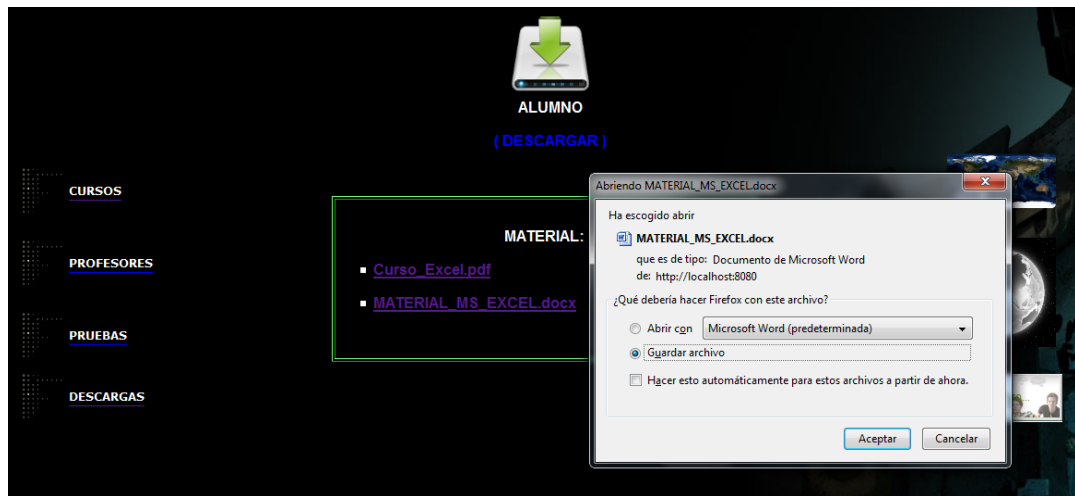 ALUMNO
( DESCARGAR )
CURSOS
PROFESORES
PRUEBAS
DESCARGAS
MATERIAL:
Curso_Excel.pdf
MATERIAL_MS_EXCEL.docx
Abriendo MATERIAL_MS_EXCEL.docx
Ha escogido abrir
MATERIAL_MS_EXCEL.docx
que es de tipo: Documento de Microsoft Word
de: http://localhost:8080
¿Qué debería hacer Firefox con este archivo?
Abrir con Microsoft Word (predeterminada)
Guardar archivo
Hacer esto automáticamente para estos archivos a partir de ahora.
Aceptar Cancelar